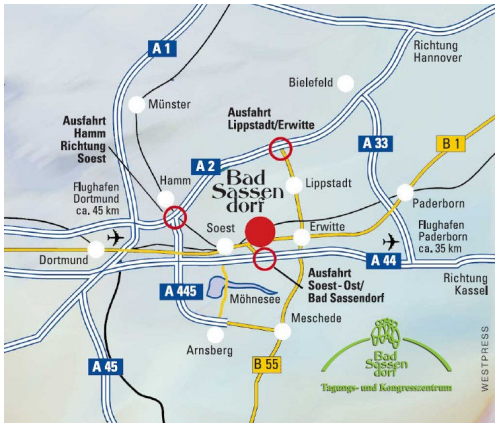 A 1
Richtung
Hannover
Bielefeld
Münster
Ausfahrt
Hamm
Richtung
Soest
Ausfahrt
Lippstadt/Erwitte
A 33
B 1
A 2
Bad
Sassen
dorf
Hamm
Lippstadt
Flughafen
Dortmund
ca. 45 km
Paderborn
Soest
Erwitte
Flughafen
Paderborn
ca. 35 km
Dortmund
A 44
Ausfahrt
Soest-Ost/
Bad Sassendorf
Richtung
Kassel
A 445
Möhnesee
Meschede
Arnsberg
A 45
B 55
Bad
Sassen
dorf
Tagungs- und Kongresszentrum
WESTPRESS